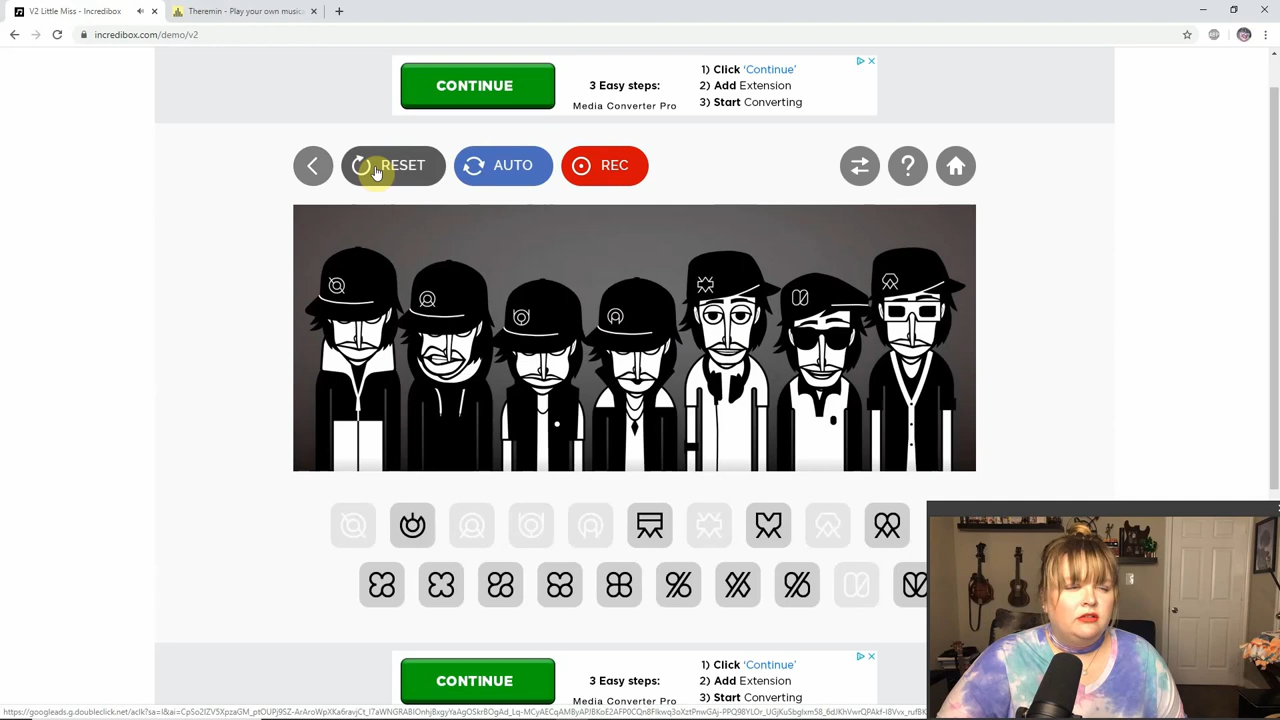 V2 Little Miss - Incredibox
Theremin - Play your own music
incredibox.com/demo/v2
CONTINUE
3 Easy steps:
Media Converter Pro
1) Click 'Continue'
2) Add Extension
3) Start Converting
RESET
AUTO
REC
?
CONTINUE
3 Easy steps:
Media Converter Pro
1) Click 'Continue'
2) Add Extension
3) Start Converting